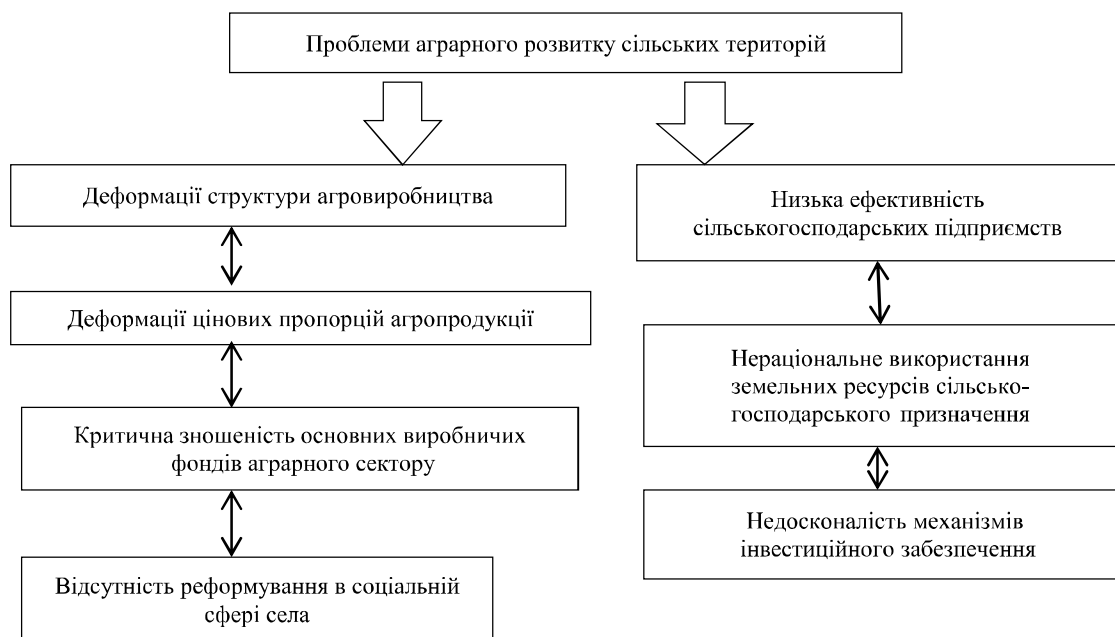 Проблеми аграрного розвитку сільських територій
Деформації структури агровиробництва
Деформації цінових пропорцій агропродукції
Критична зношеність основних виробничих
фондів аграрного сектору
Відсутність реформування в соціальній
сфері села
Низька ефективність
сільськогосподарських підприємств
Нераціональне використання
земельних ресурсів сільсько-
господарського призначення
Недосконалість механізмів
інвестиційного забезпечення